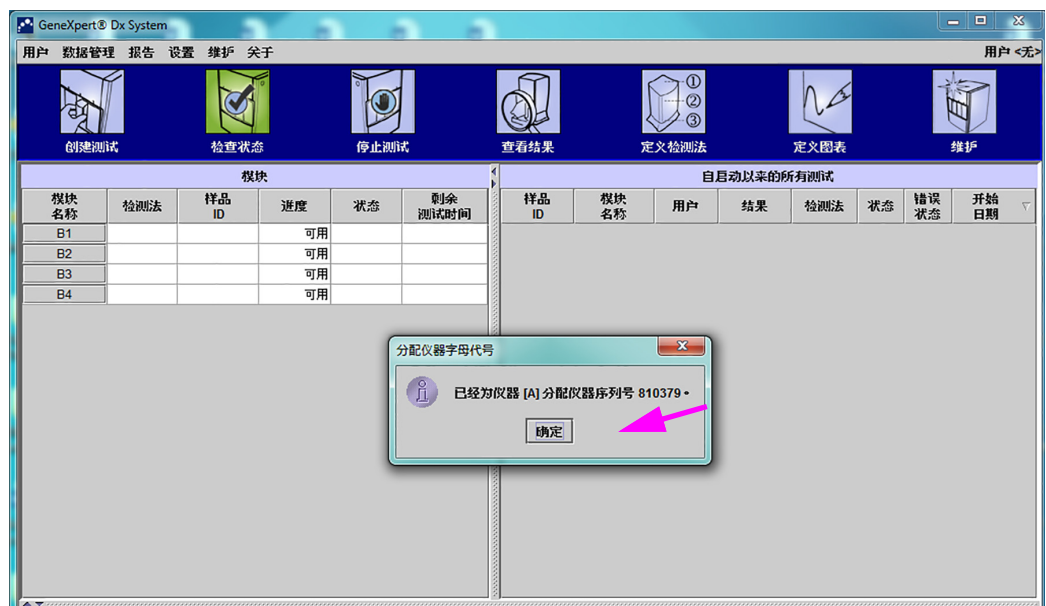 GeneXpert® Dx System
用户 数据管理 报告 设置 维护 关于 用户 <无>
创建测试 检查状态 停止测试 查看结果 定义检测法 定义图表 维护
模块 自启动以来的所有测试
模块名称 检测法 样品ID 进度 状态 剩余测试时间 样品ID 模块名称 用户 结果 检测法 状态 错误状态 开始日期
B1 可用
B2 可用
B3 可用
B4 可用
分配仪器字母代号
已经为仪器 [A] 分配仪器序列号 810379。
确定